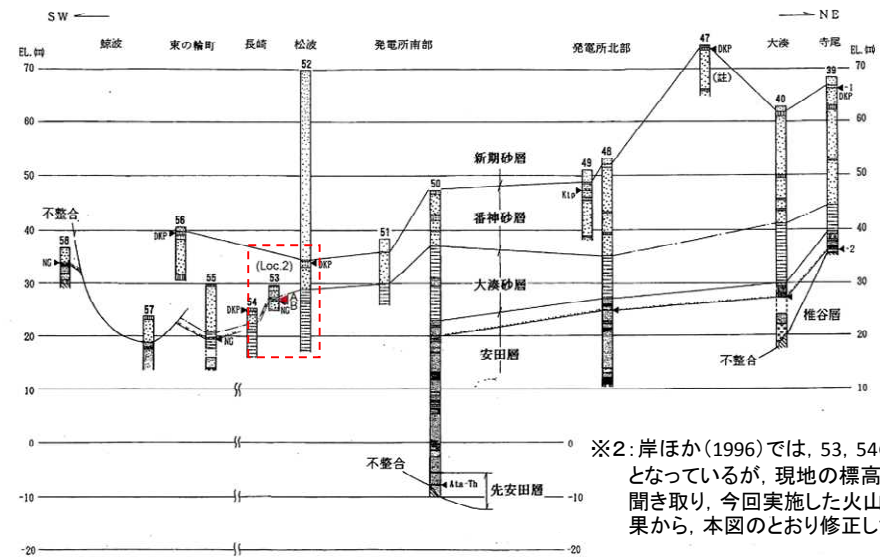 SW NE
鯨波 東の輪町 長崎 松波 発電所南部 発電所北部 大湊 寺尾
EL.(m) EL.(m)
47
52 DKP 39
70 70
(註) -1
DKP
40
60 60
49 48
50 50 50
新期砂層
Ktp
不整合 56 51 番神砂層
40 DKP 40
58 -2
NG (Loc.2) DKP
53
30 55 大湊砂層 30
54 A
57 DKP B
NG
20 NG 椎谷層 20
安田層
不整合
10 10
0 0
不整合
Ata-Th
先安田層
-10 -10
-20 -20
※2:岸ほか(1996)では, 53, 54
となっているが, 現地の標高
聞き取り, 今回実施した火山
果から, 本図のとおり修正し